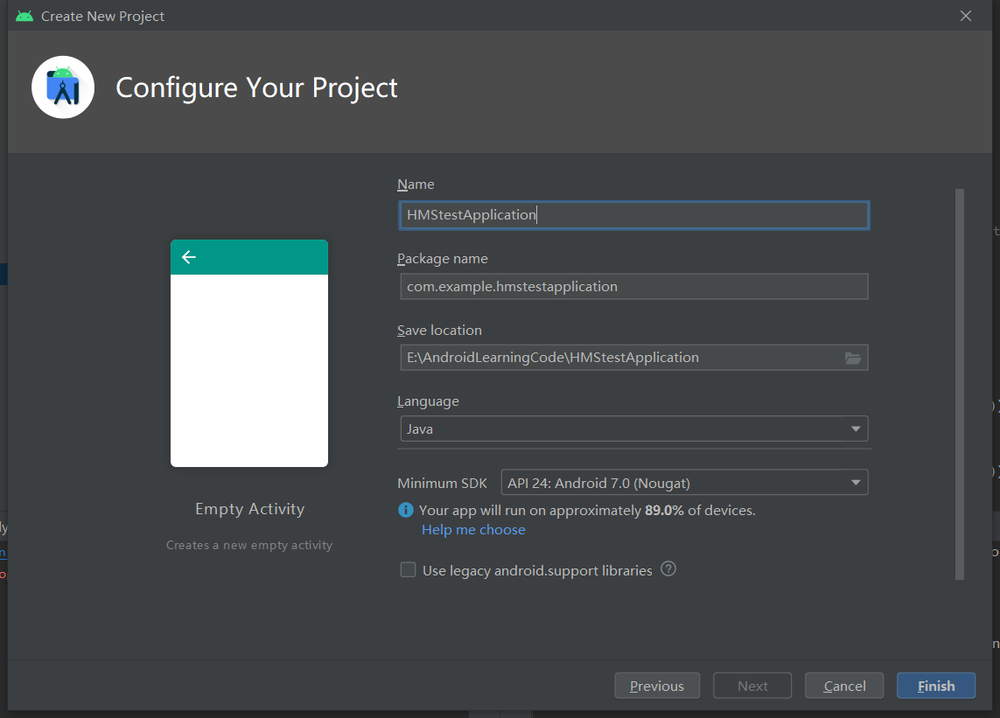 Create New Project
Configure Your Project
Name
HMStestApplication
Package name
com.example.hmstestapplication
Save location
E:\AndroidLearningCode\HMStestApplication
Language
Java
Minimum SDK
API 24: Android 7.0 (Nougat)
Your app will run on approximately 89.0% of devices.
Help me choose
Use legacy android.support libraries
Empty Activity
Creates a new empty activity
Previous
Next
Cancel
Finish